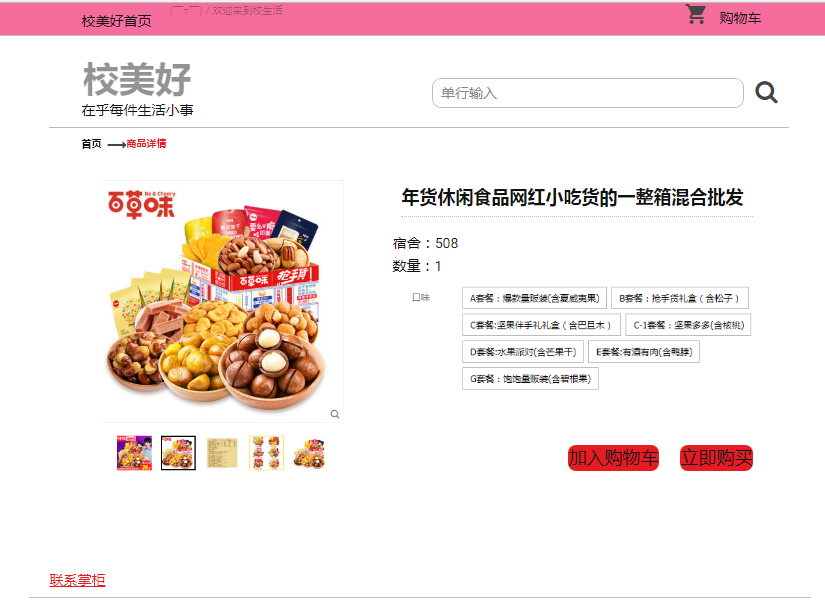 校美好首页
(￣▽￣) / 欢迎来到校生活
购物车
校美好
在乎每件生活小事
单行输入
首页 商品详情
Be & Cheery
百草味
百草味 抢手货
年货休闲食品网红小吃货的一整箱混合批发
宿舍：508
数量：1
口味
A套餐：爆款量贩装(含夏威夷果)
B套餐：抢手货礼盒（含松子）
C套餐:坚果伴手礼礼盒（含巴旦木）
C-1套餐：坚果多多(含核桃)
D套餐:水果派对(含芒果干)
E套餐:有酒有肉(含鸭脖)
G套餐：饱饱量贩装(含碧根果)
加入购物车
立即购买
联系掌柜